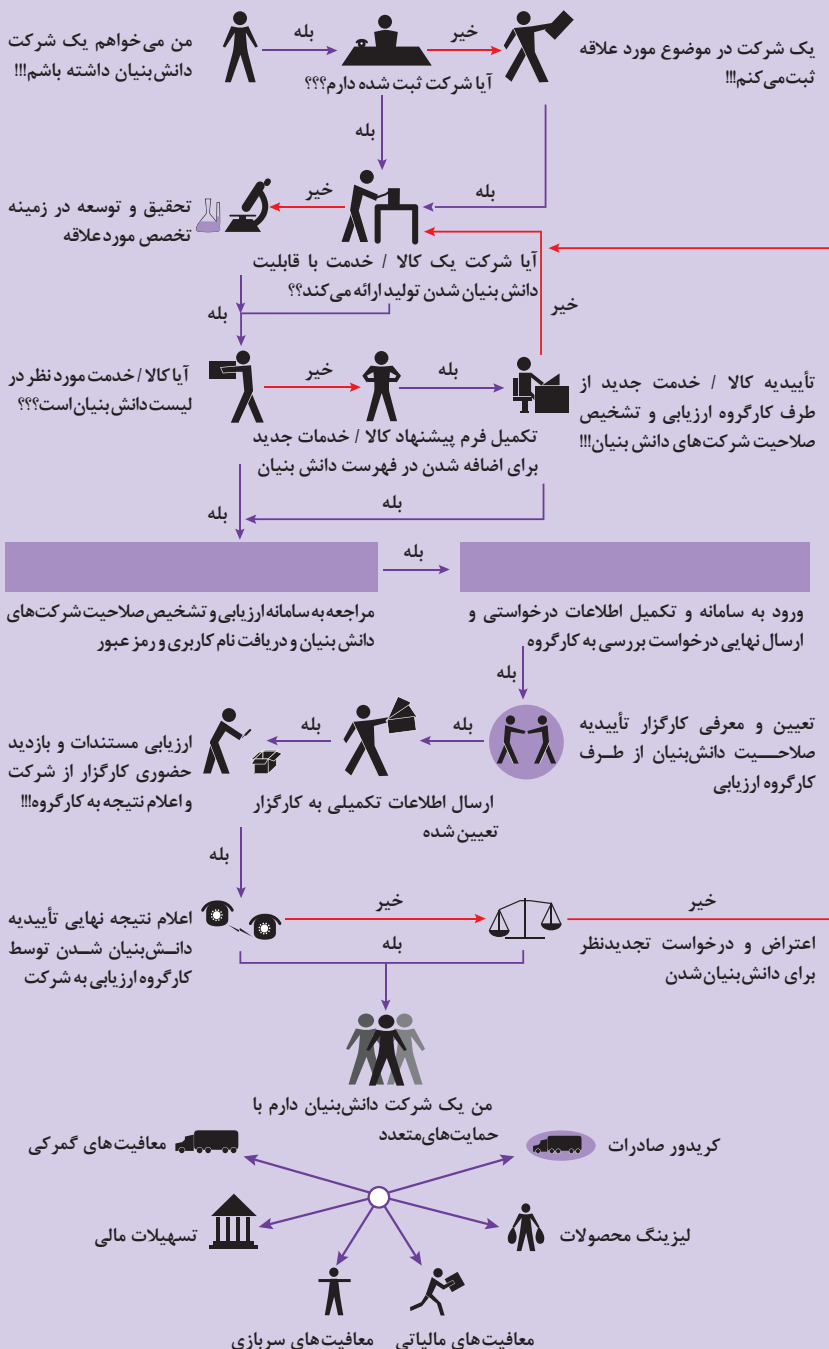 من می‌خواهم یک شرکت
دانش‌بنیان داشته باشم!!!
بله
آیا شرکت ثبت شده دارم؟؟؟
خیر
یک شرکت در موضوع مورد علاقه
ثبت‌می‌کنم!!!
بله
بله
خیر
تحقیق و توسعه در زمینه
تخصص موردعلاقه
آیا شرکت یک کالا / خدمت با قابلیت
دانش‌بنیان شدن تولید ارائه می‌کند؟؟
بله
خیر
آیا کالا / خدمت مورد نظر در
لیست دانش‌بنیان است؟؟؟
خیر
تکمیل فرم پیشنهاد کالا / خدمات جدید
برای اضافه شدن در فهرست دانش بنیان
بله
تأییدیه کالا / خدمت جدید از
طرف کارگروه ارزیابی و تشخیص
صلاحیت شرکت‌های دانش بنیان!!!
بله
بله
بله
مراجعه به سامانه ارزیابی و تشخیص صلاحیت شرکت‌های
دانش بنیان و دریافت نام کاربری و رمز عبور
ورود به سامانه و تکمیل اطلاعات درخواستی و
ارسال نهایی درخواست بررسی به کارگروه
بله
تعیین و معرفی کارگزار تأییدیه
صلاحـــیت دانش‌بنیان از طــرف
کارگروه ارزیابی
بله
ارسال اطلاعات تکمیلی به کارگزار
تعیین‌شده
بله
ارزیابی مستندات و بازدید
حضوری کارگزار از شرکت
و اعلام نتیجه به کارگروه!!!
بله
اعلام نتیجه نهایی تأییدیه
دانــش‌بنیان شــدن توسط
کارگروه ارزیابی به شرکت
خیر
بله
اعتراض و درخواست تجدیدنظر
برای دانش‌بنیان‌شدن
خیر
من یک شرکت دانش‌بنیان دارم با
حمایت‌های‌متعدد
کریدور صادرات
معافیت‌های گمرکی
لیزینگ محصولات
تسهیلات مالی
معافیت‌های مالیاتی
معافیت‌های سربازی